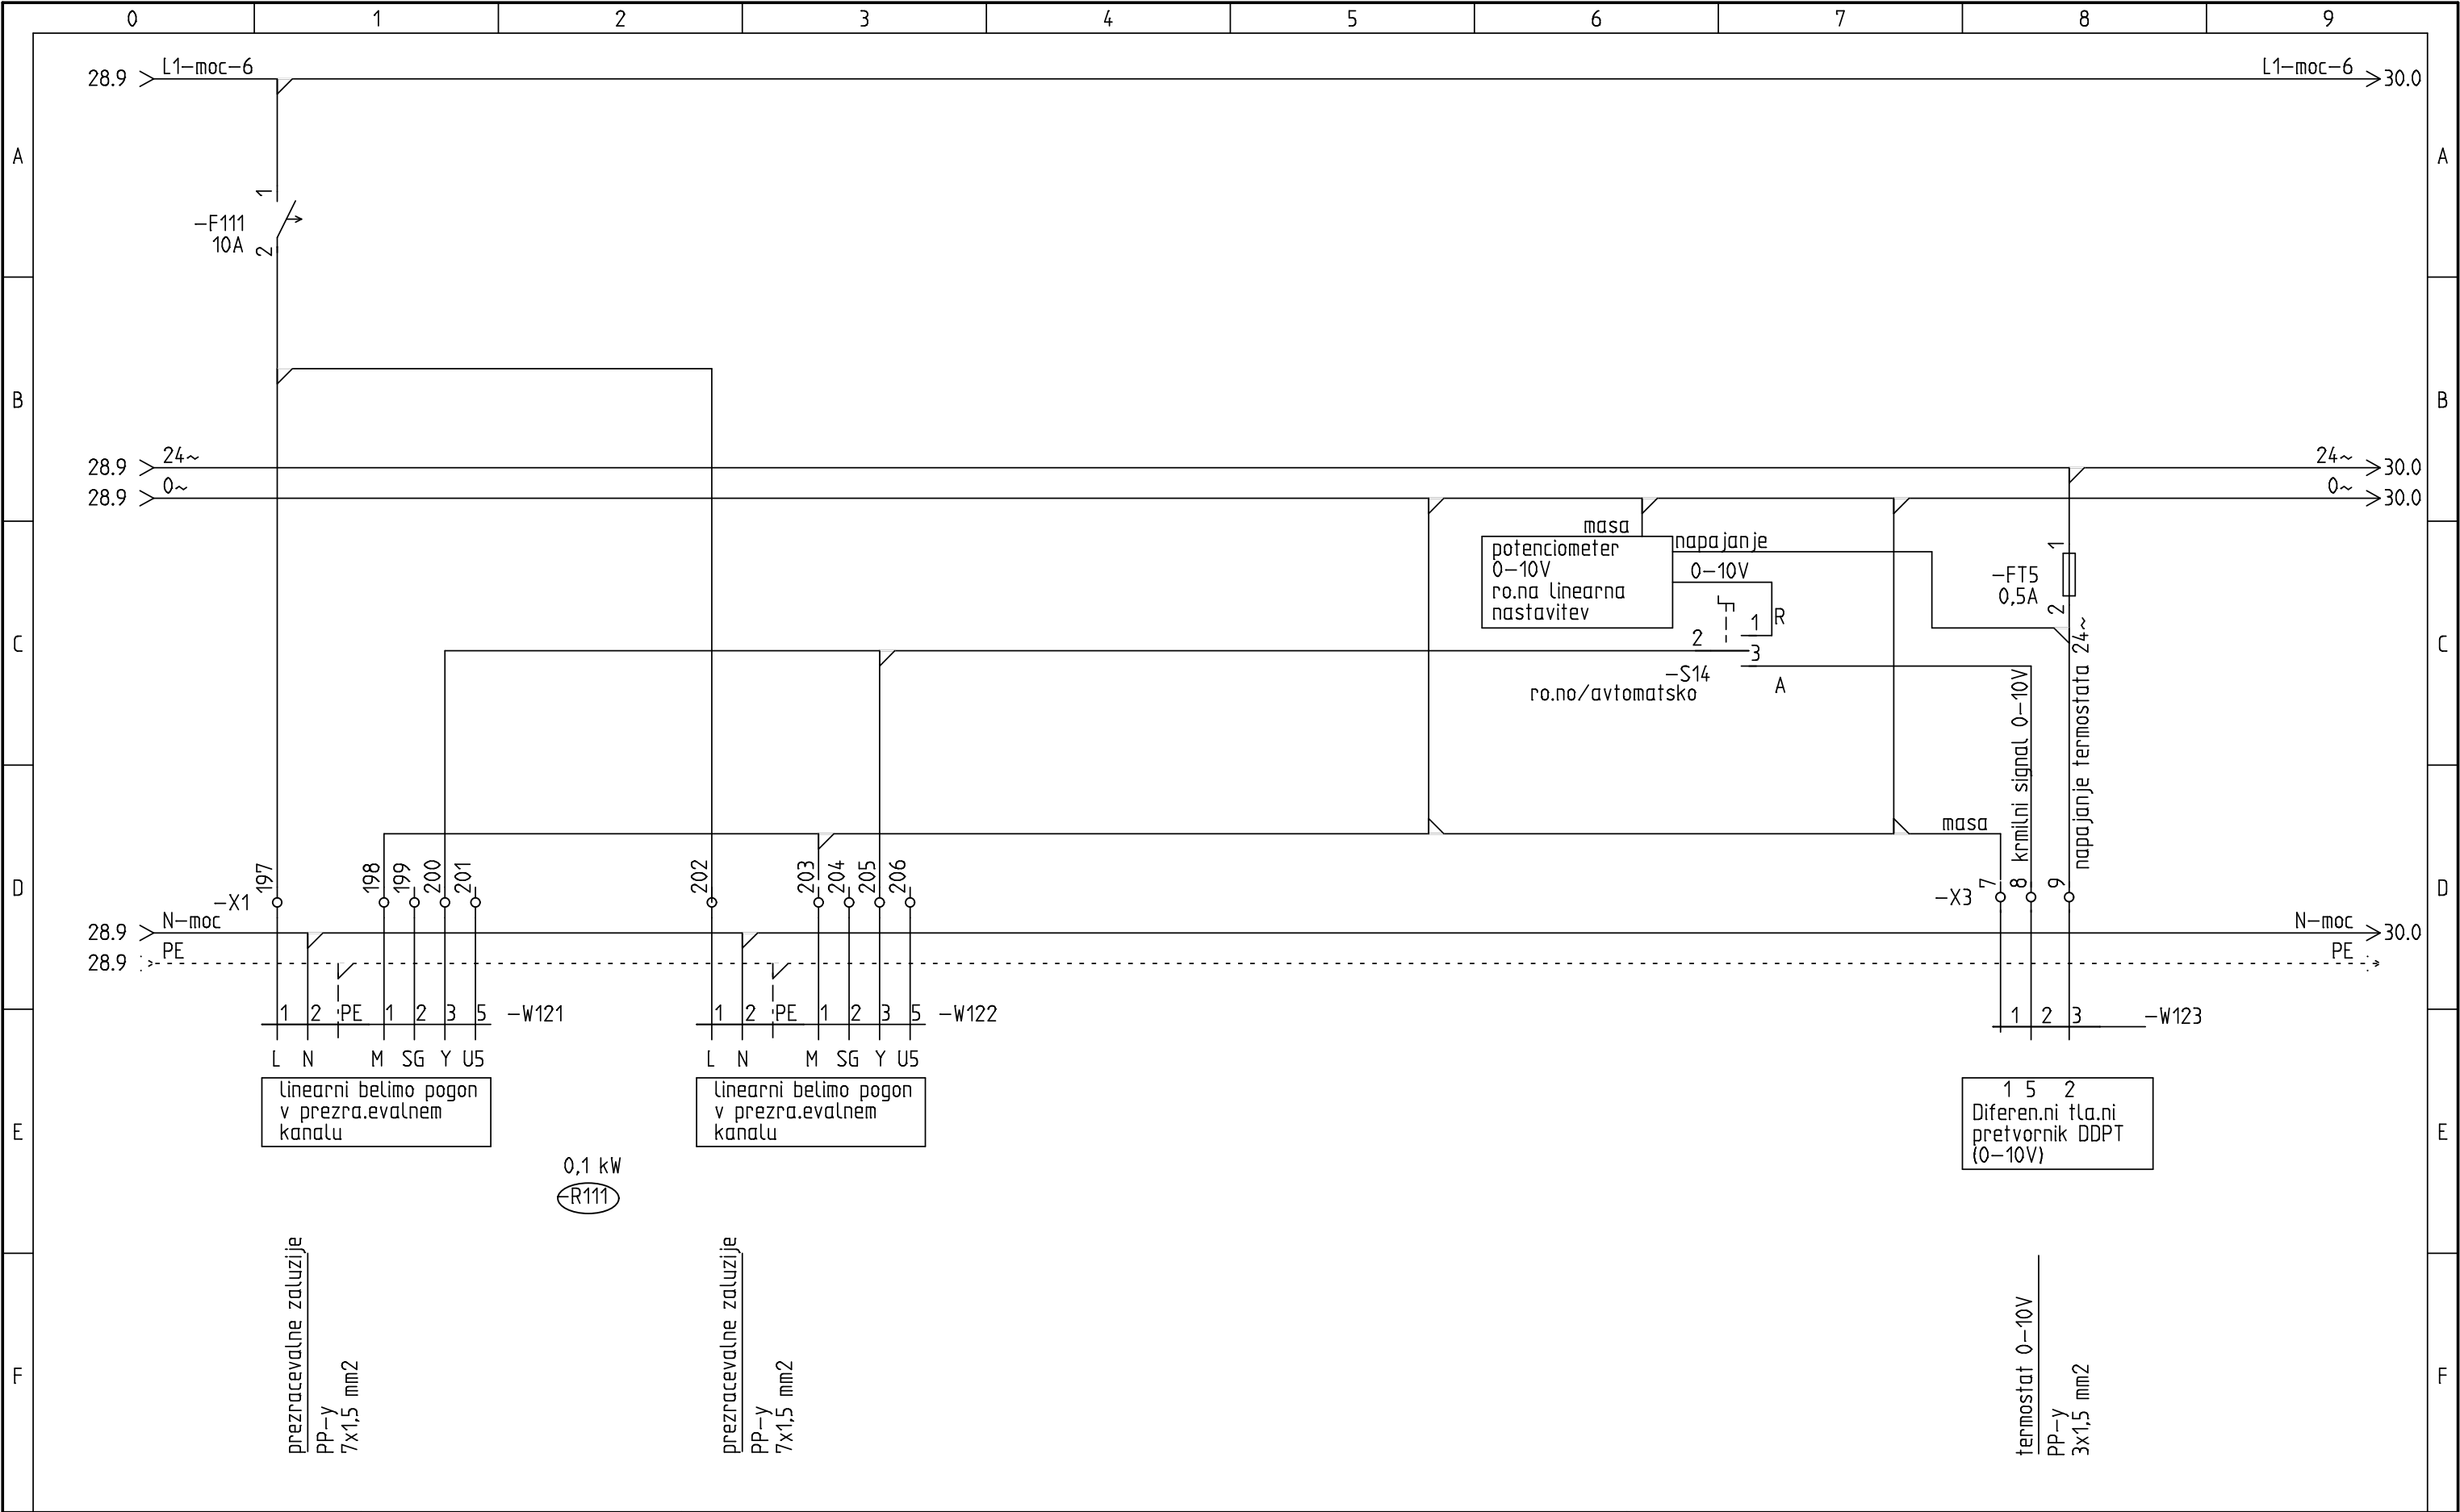 0 1 2 3 4 5 6 7 8 9
28.9 L1-moc-6 L1-moc-6 30.0
A A
1
-F111
10A
2
B B
28.9 24~ 24~ 30.0
28.9 0~ 0~ 30.0
masa
potenciometer
0-10V
ro.na linearna
nastavitev
napajanje
0-10V
1 R
2
3
-S14
ro.no/avtomatsko
A
-FT5
0,5A
1
2
C C
krmilni signal 0-10V
napajanje termostata 24~
masa
D D
-X1 197 198 199 200 201 202 203 204 205 206
-X3 7 8 9
28.9 N-moc N-moc 30.0
28.9 PE PE
1 2 PE 1 2 3 5 -W121
1 2 PE 1 2 3 5 -W122
1 2 3 -W123
L N M SG Y U5
L N M SG Y U5
linearni belimo pogon
v prezra.evalnem
kanalu
linearni belimo pogon
v prezra.evalnem
kanalu
1 5 2
Diferen.ni tla.ni
pretvornik DDPT
(0-10V)
E E
0,1 kW
-R111
prezracevalne zaluzije
PP-y
7x1,5 mm2
prezracevalne zaluzije
PP-y
7x1,5 mm2
termostat 0-10V
PP-y
3x1,5 mm2
F F